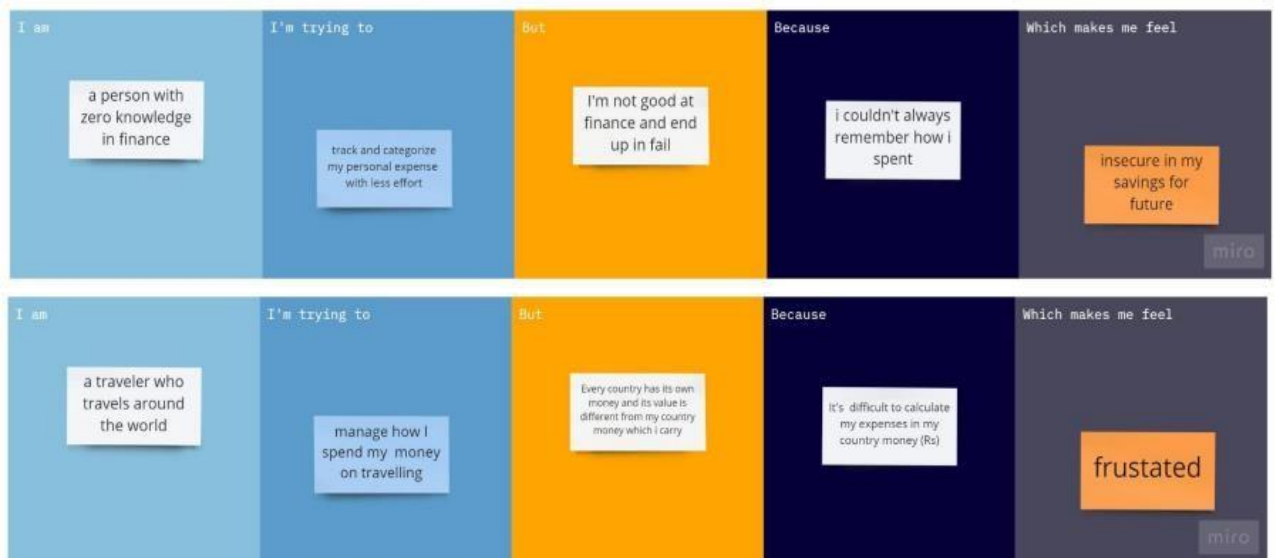 I am
a person with
zero knowledge
in finance
I'm trying to
track and categorize
my personal expense
with less effort
But
I'm not good at
finance and end
up in fail
Because
i couldn't always
remember how i
spent
Which makes me feel
insecure in my
savings for
future
miro
I am
a traveler who
travels around
the world
I'm trying to
manage how I
spend my money
on travelling
But
Every country has its own
money and its value is
different from my country
money which i carry
Because
It's difficult to calculate
my expenses in my
country money (Rs)
Which makes me feel
frustated
miro